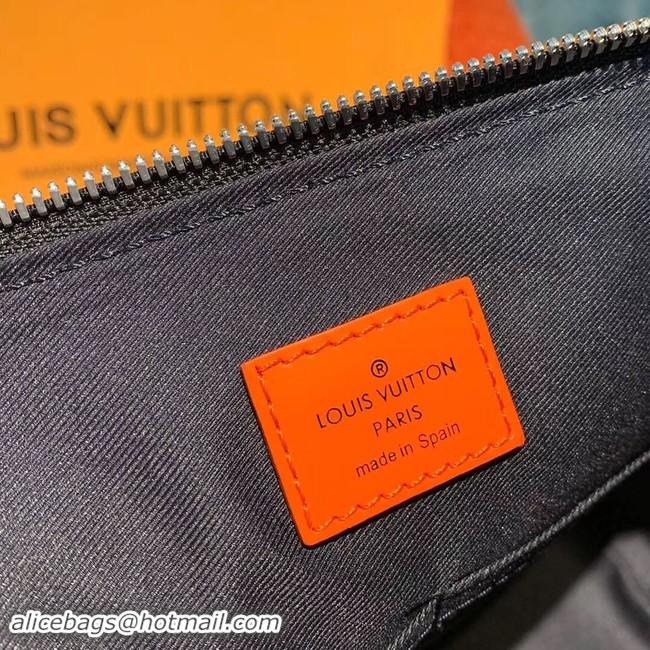 UIS VUITTON
®
LOUIS VUITTON
PARIS
made in Spain
alicebags@hotmail.com